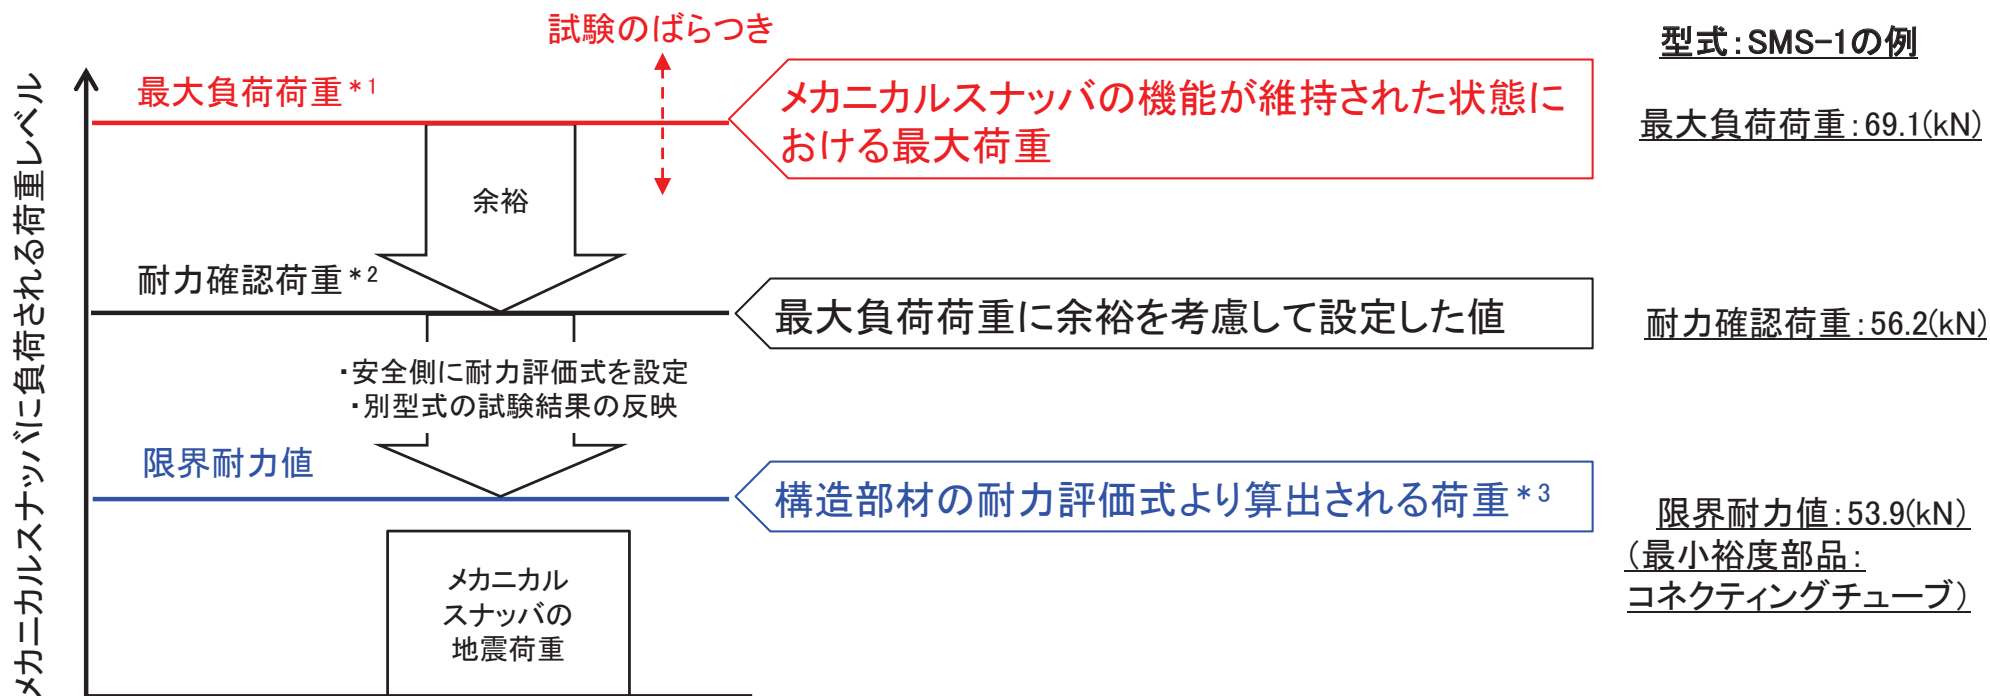 試験のばらつき
型式：SMS-1の例
メカニカルスナッバに負荷される荷重レベル
最大負荷荷重*1
メカニカルスナッバの機能が維持された状態に
おける最大荷重
最大負荷荷重：69.1(kN)
余裕
耐力確認荷重*2
最大負荷荷重に余裕を考慮して設定した値
耐力確認荷重：56.2(kN)
・安全側に耐力評価式を設定
・別型式の試験結果の反映
限界耐力値
構造部材の耐力評価式より算出される荷重*3
限界耐力値：53.9(kN)
（最小裕度部品：
コネクティングチューブ）
メカニカル
スナッバの
地震荷重